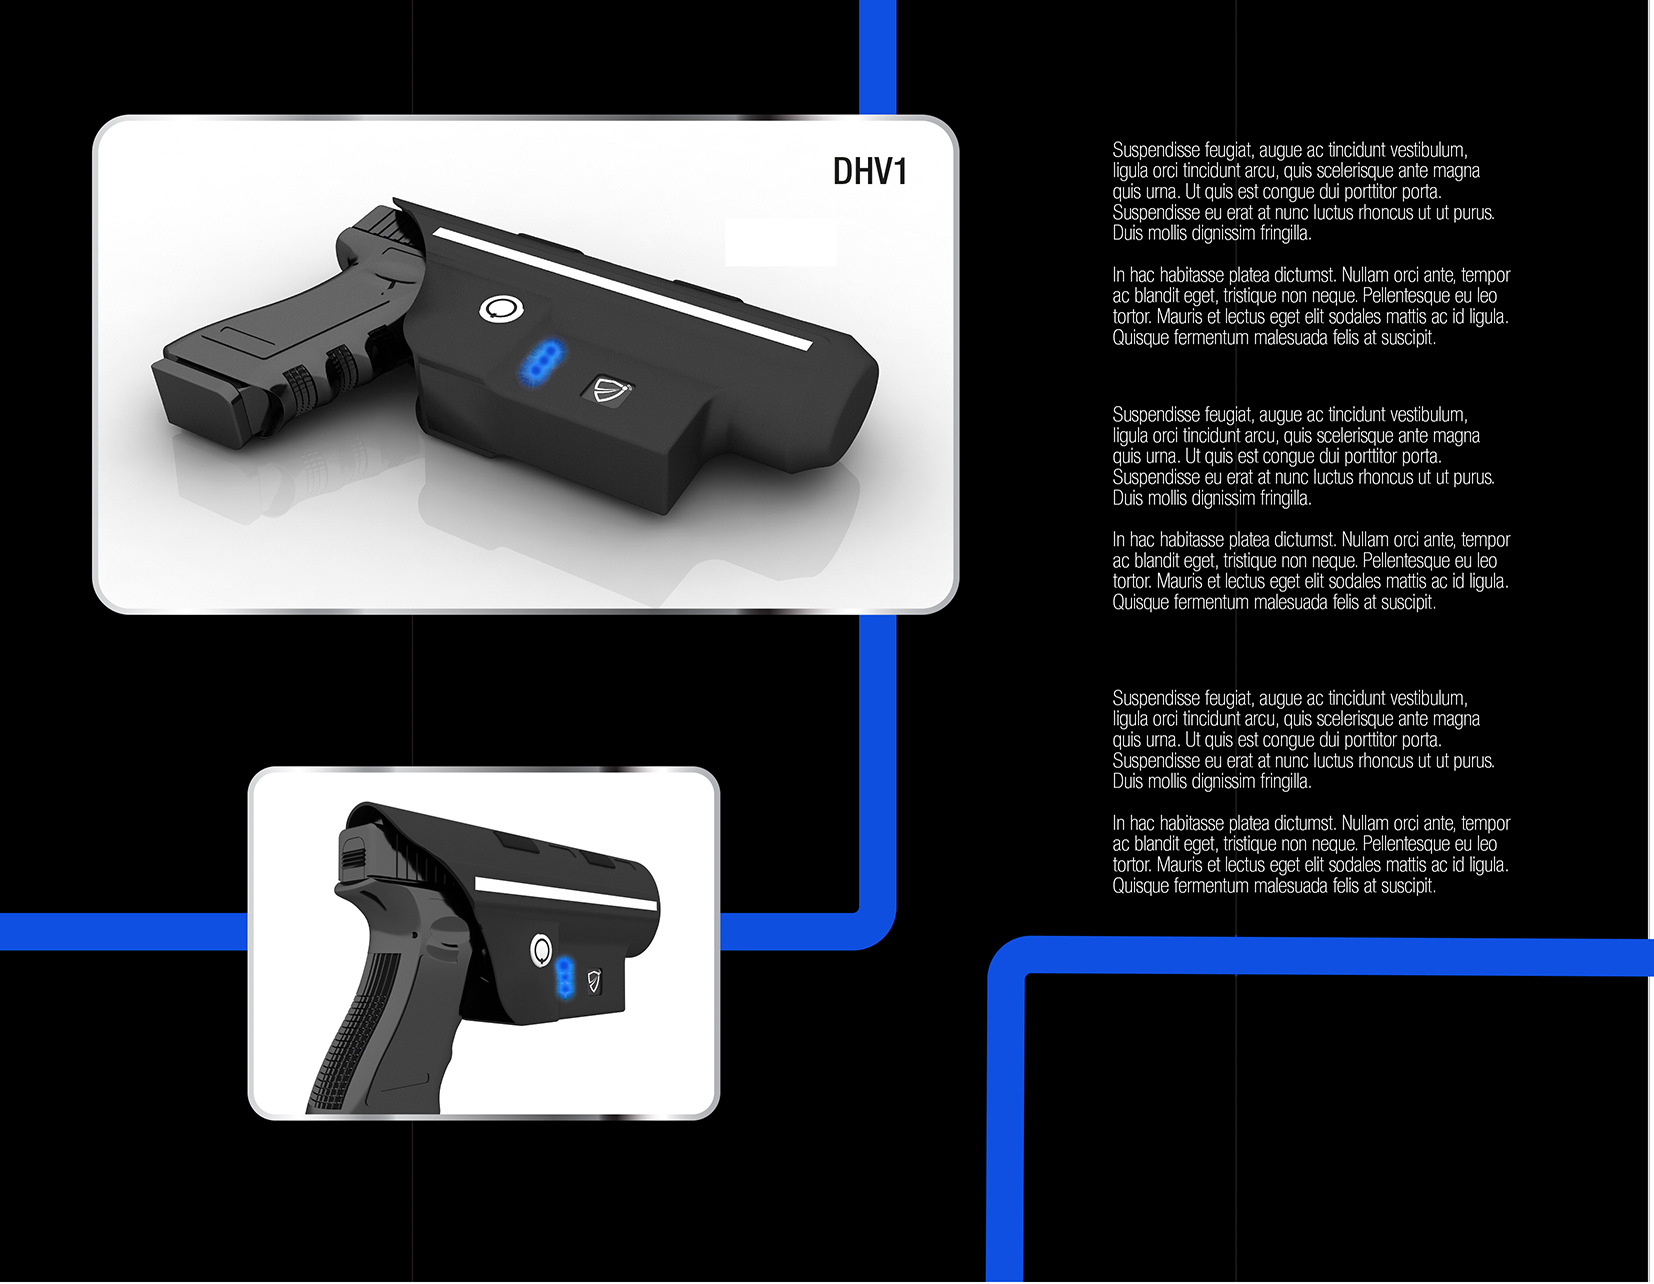 DHV1
Suspendisse feugiat, augue ac tincidunt vestibulum,
ligula orci tincidunt arcu, quis scelerisque ante magna
quis urna. Ut quis est congue dui porttitor porta.
Suspendisse eu erat at nunc luctus rhoncus ut ut purus.
Duis mollis dignissim fringilla.
In hac habitasse platea dictumst. Nullam orci ante, tempor
ac blandit eget, tristique non neque. Pellentesque eu leo
tortor. Mauris et lectus eget elit sodales mattis ac id ligula.
Quisque fermentum malesuada felis at suscipit.
Suspendisse feugiat, augue ac tincidunt vestibulum,
ligula orci tincidunt arcu, quis scelerisque ante magna
quis urna. Ut quis est congue dui porttitor porta.
Suspendisse eu erat at nunc luctus rhoncus ut ut purus.
Duis mollis dignissim fringilla.
In hac habitasse platea dictumst. Nullam orci ante, tempor
ac blandit eget, tristique non neque. Pellentesque eu leo
tortor. Mauris et lectus eget elit sodales mattis ac id ligula.
Quisque fermentum malesuada felis at suscipit.
Suspendisse feugiat, augue ac tincidunt vestibulum,
ligula orci tincidunt arcu, quis scelerisque ante magna
quis urna. Ut quis est congue dui porttitor porta.
Suspendisse eu erat at nunc luctus rhoncus ut ut purus.
Duis mollis dignissim fringilla.
In hac habitasse platea dictumst. Nullam orci ante, tempor
ac blandit eget, tristique non neque. Pellentesque eu leo
tortor. Mauris et lectus eget elit sodales mattis ac id ligula.
Quisque fermentum malesuada felis at suscipit.